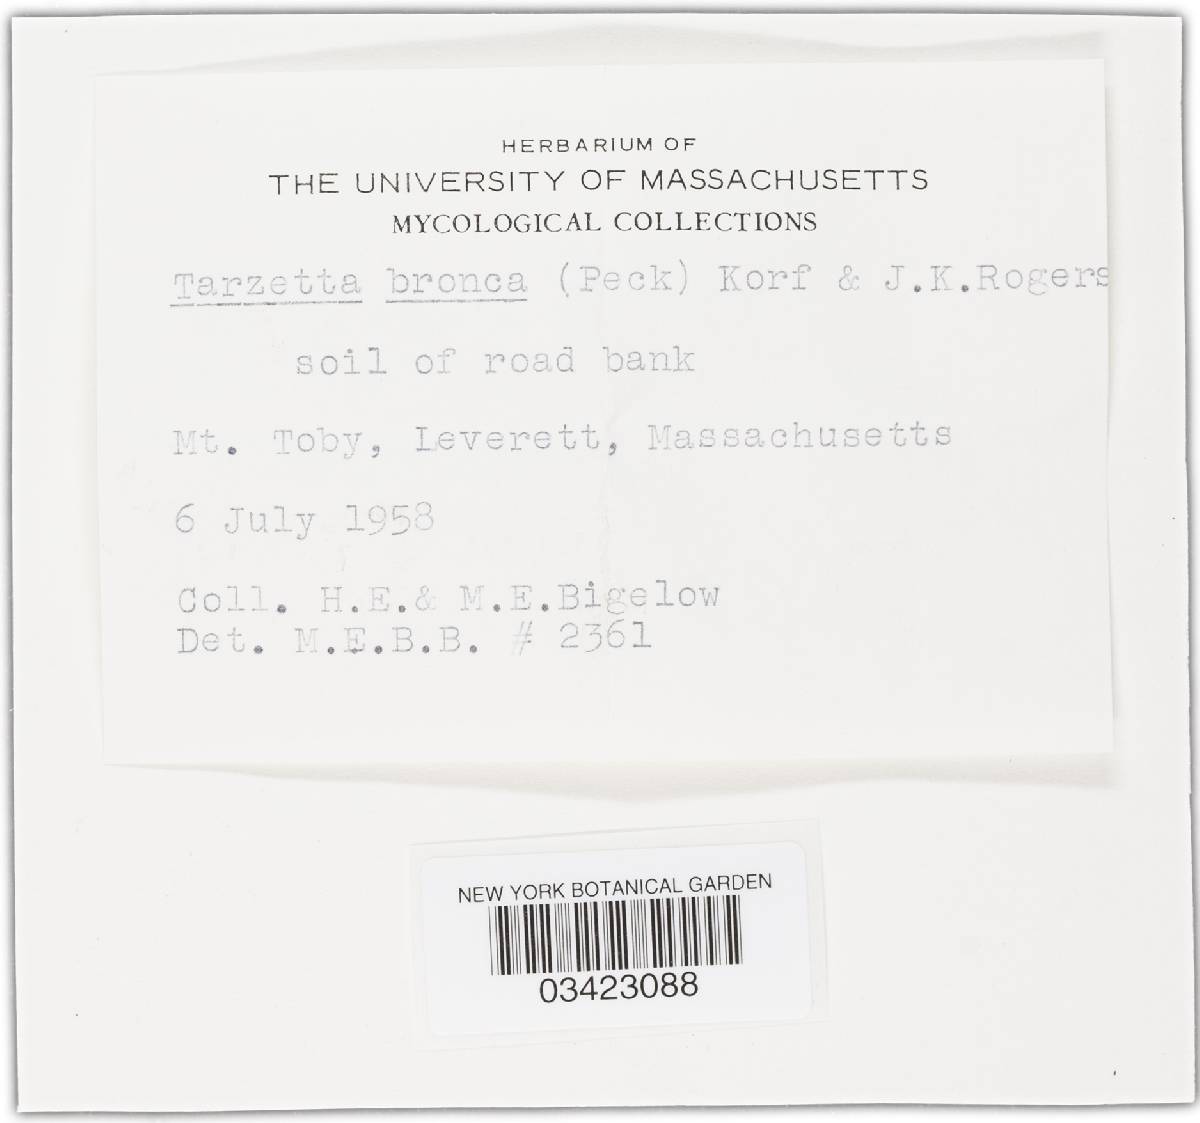 HERBARIUM OF
THE UNIVERSITY OF MASSACHUSETTS
MYCOLOGICAL COLLECTIONS
Tarzetta bronca (Peck) Korf & J.K.Rogers
soil of road bank
Mt. Toby, Leverett, Massachusetts
6 July 1958
Coll. H.E.& M.E.Bigelow
Det. M.E.B.B. # 2361
NEW YORK BOTANICAL GARDEN
03423088